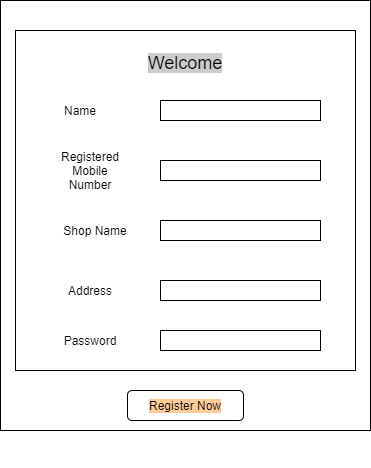 Welcome
Name
Registered
Mobile
Number
Shop Name
Address
Password
Register Now